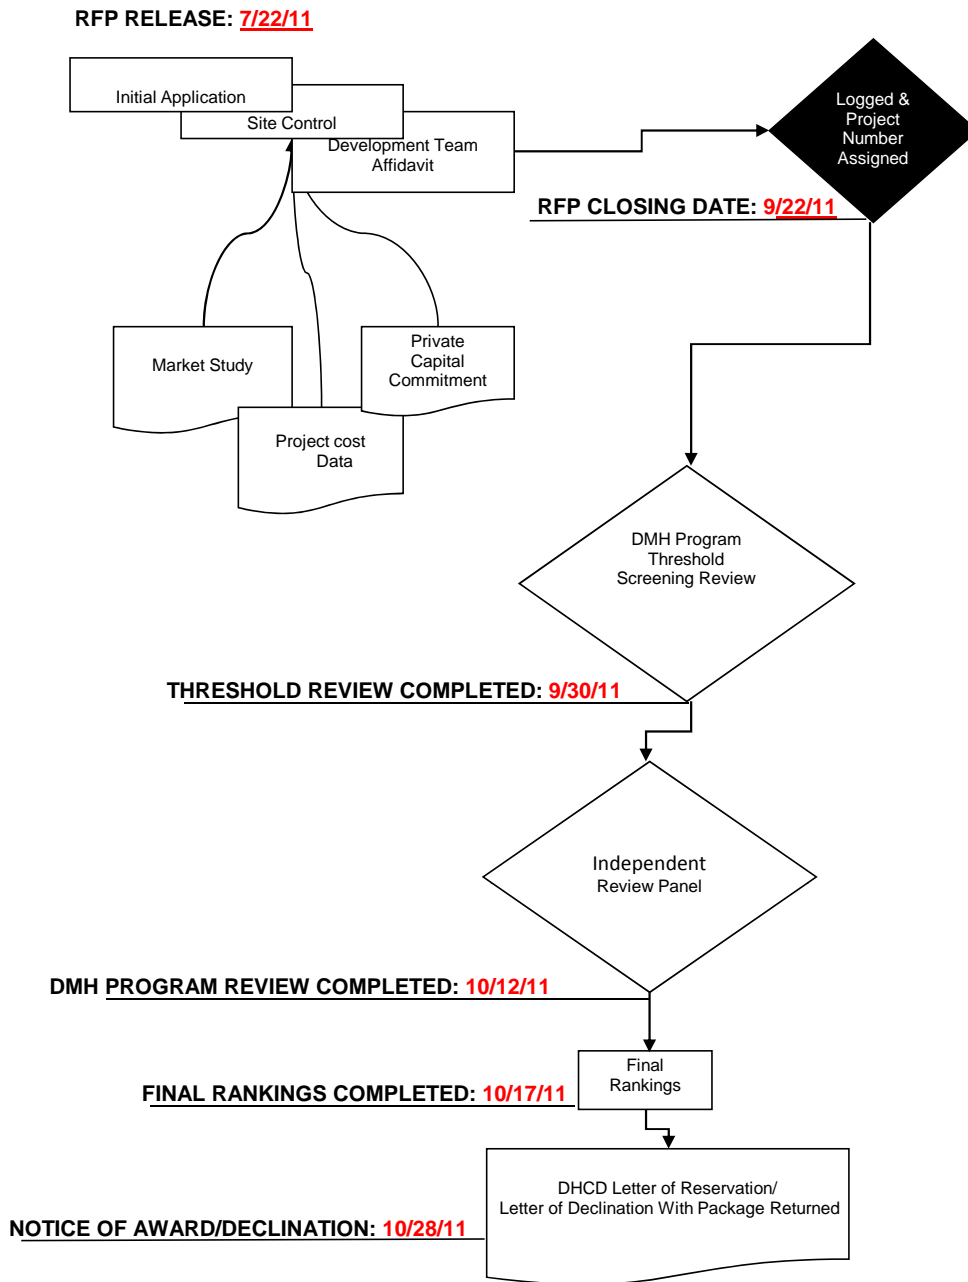 RFP RELEASE: 7/22/11
Initial Application
Site Control
Development Team
Affidavit
Logged &
Project
Number
Assigned
RFP CLOSING DATE: 9/22/11
Market Study
Private
Capital
Commitment
Project cost
Data
DMH Program
Threshold
Screening Review
THRESHOLD REVIEW COMPLETED: 9/30/11
Independent
Review Panel
DMH PROGRAM REVIEW COMPLETED: 10/12/11
Final
Rankings
FINAL RANKINGS COMPLETED: 10/17/11
DHCD Letter of Reservation/
Letter of Declination With Package Returned
NOTICE OF AWARD/DECLINATION: 10/28/11